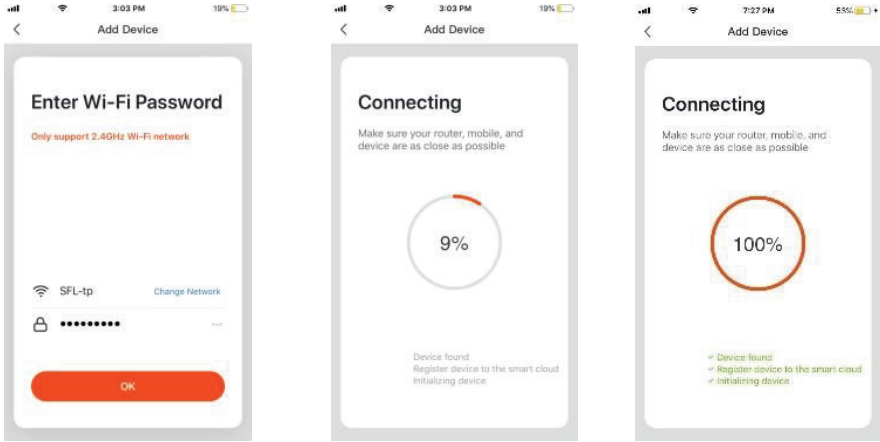 3:03 PM
19%
Add Device
Enter Wi-Fi Password
Only support 2.4GHz Wi-Fi network
SFL-tp
Change Network
•••••••••
OK
3:03 PM
19%
Add Device
Connecting
Make sure your router, mobile, and
device are as close as possible
9%
Device found
Register device to the smart cloud
Initializing device
7:27 PM
53%
Add Device
Connecting
Make sure your router, mobile, and
device are as close as possible
100%
✓ Device found
✓ Register device to the smart cloud
✓ Initializing device